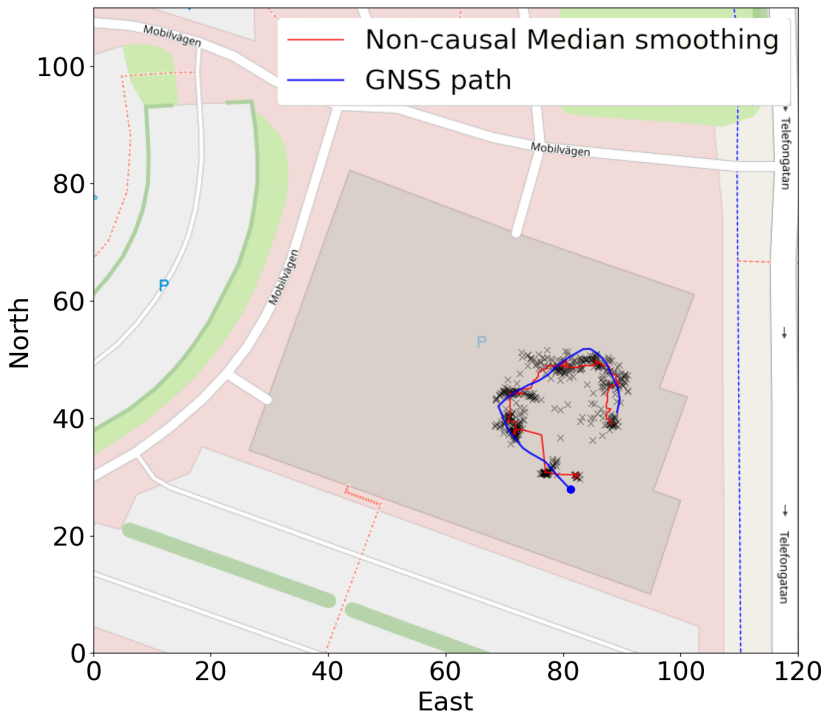 Mobilvägen
Non-causal Median smoothing
GNSS path
Mobilvägen
Telefongatan
Mobilvägen
P
P
Telefongatan
North
100
80
60
40
20
0
0
20
40
60
80
100
120
East